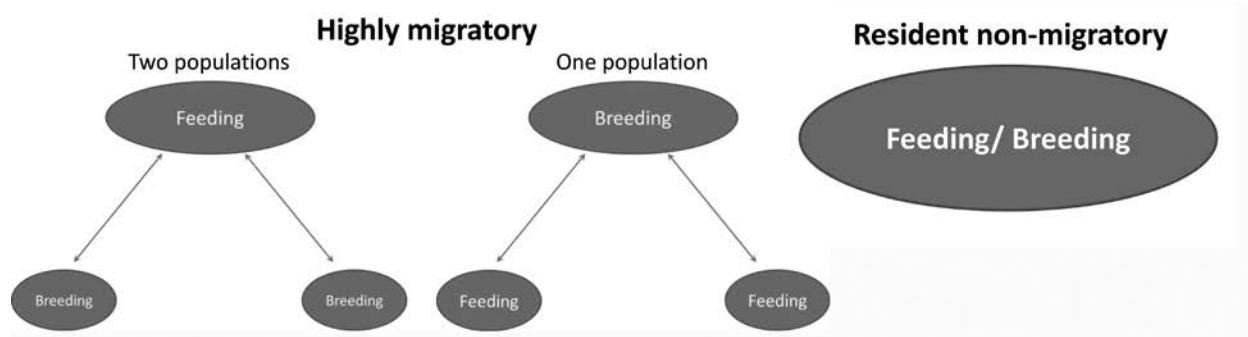 Highly migratory
Resident non-migratory
Two populations
One population
Feeding
Breeding
Feeding/ Breeding
Breeding
Breeding
Feeding
Feeding